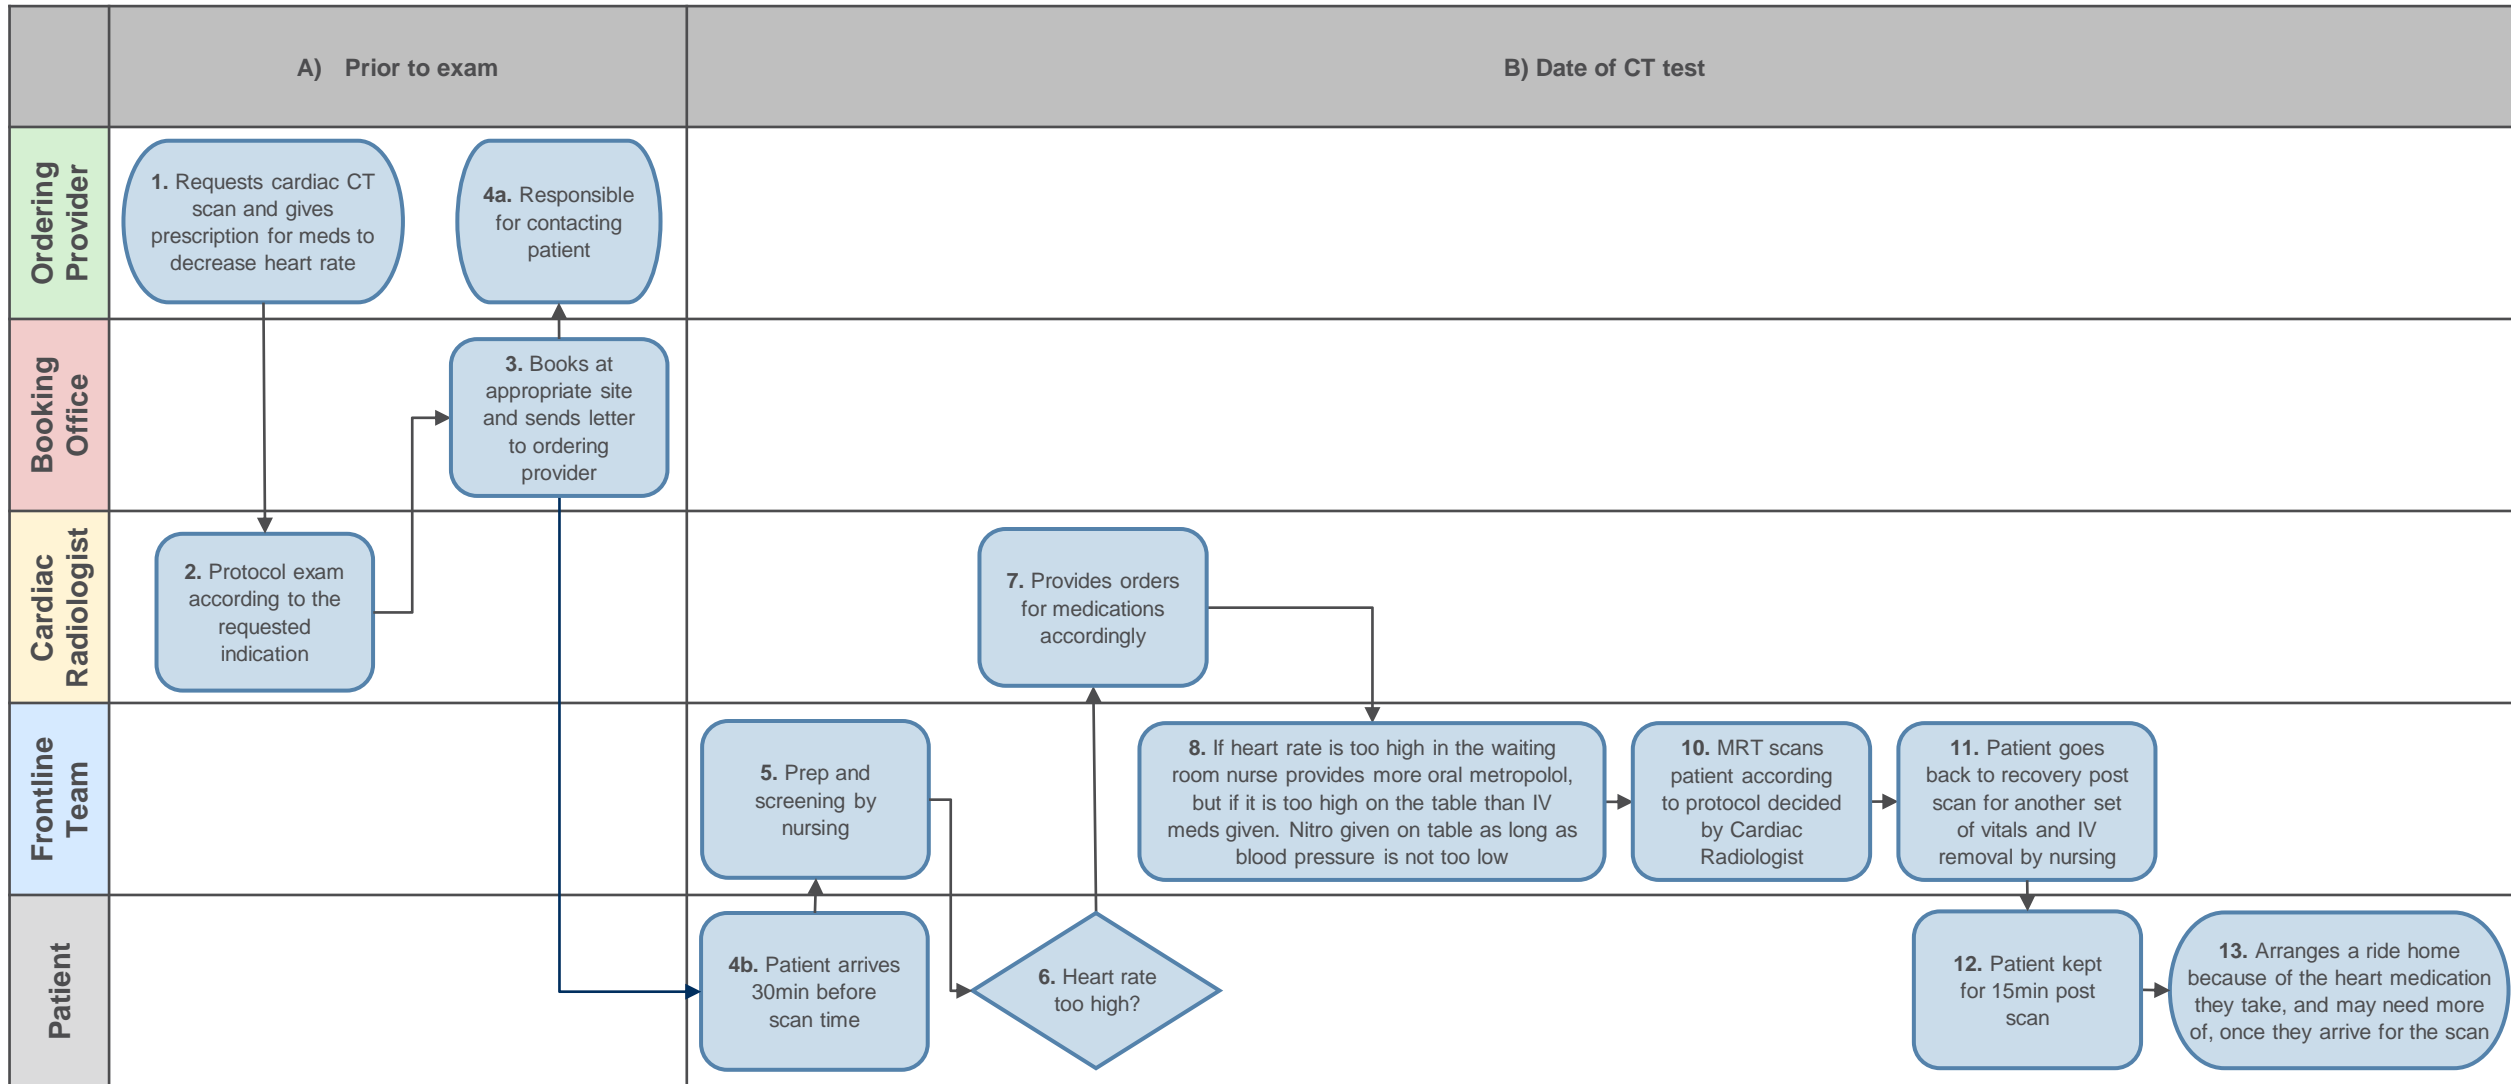 A) Prior to exam
B) Date of CT test
Ordering
Provider
1. Requests cardiac CT
scan and gives
prescription for meds to
decrease heart rate
4a. Responsible
for contacting
patient
Booking
Office
3. Books at
appropriate site
and sends letter
to ordering
provider
Cardiac
Radiologist
2. Protocol exam
according to the
requested
indication
7. Provides orders
for medications
accordingly
Frontline
Team
5. Prep and
screening by
nursing
8. If heart rate is too high in the waiting
room nurse provides more oral metropolol,
but if it is too high on the table than IV
meds given. Nitro given on table as long as
blood pressure is not too low
10. MRT scans
patient according
to protocol decided
by Cardiac
Radiologist
11. Patient goes
back to recovery post
scan for another set
of vitals and IV
removal by nursing
Patient
4b. Patient arrives
30min before
scan time
6. Heart rate
too high?
12. Patient kept
for 15min post
scan
13. Arranges a ride home
because of the heart medication
they take, and may need more
of, once they arrive for the scan